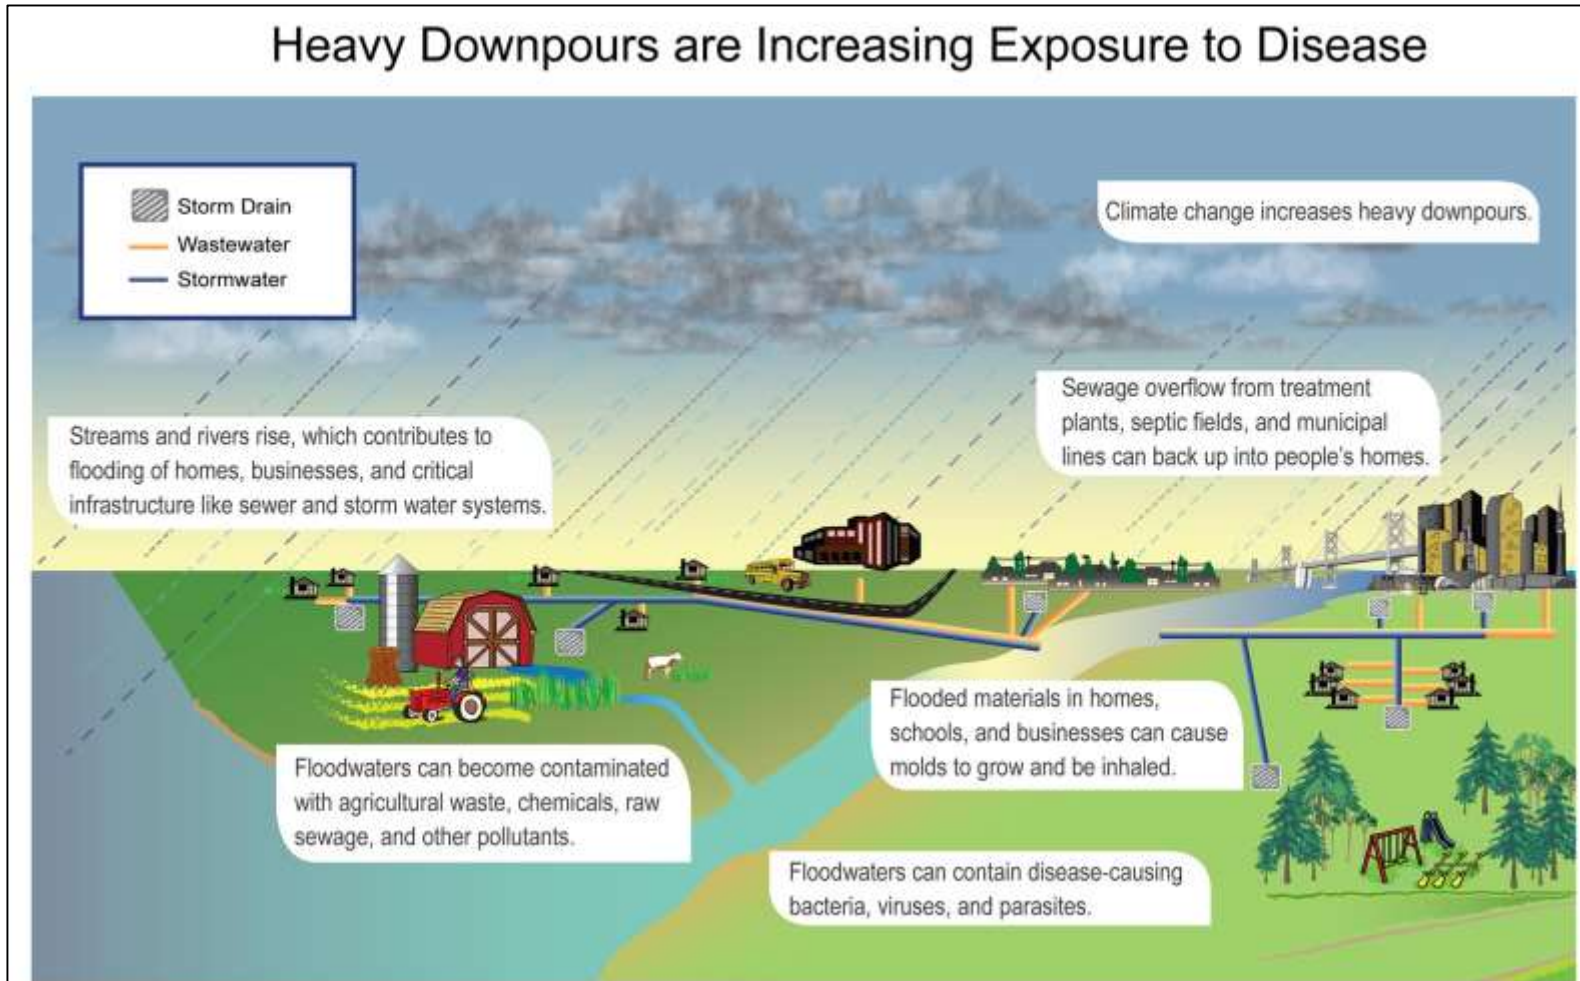 Heavy Downpours are Increasing Exposure to Disease
Storm Drain
Wastewater
Stormwater
Climate change increases heavy downpours.
Streams and rivers rise, which contributes to
flooding of homes, businesses, and critical
infrastructure like sewer and storm water systems.
Sewage overflow from treatment
plants, septic fields, and municipal
lines can back up into people's homes.
Floodwaters can become contaminated
with agricultural waste, chemicals, raw
sewage, and other pollutants.
Flooded materials in homes,
schools, and businesses can cause
molds to grow and be inhaled.
Floodwaters can contain disease-causing
bacteria, viruses, and parasites.